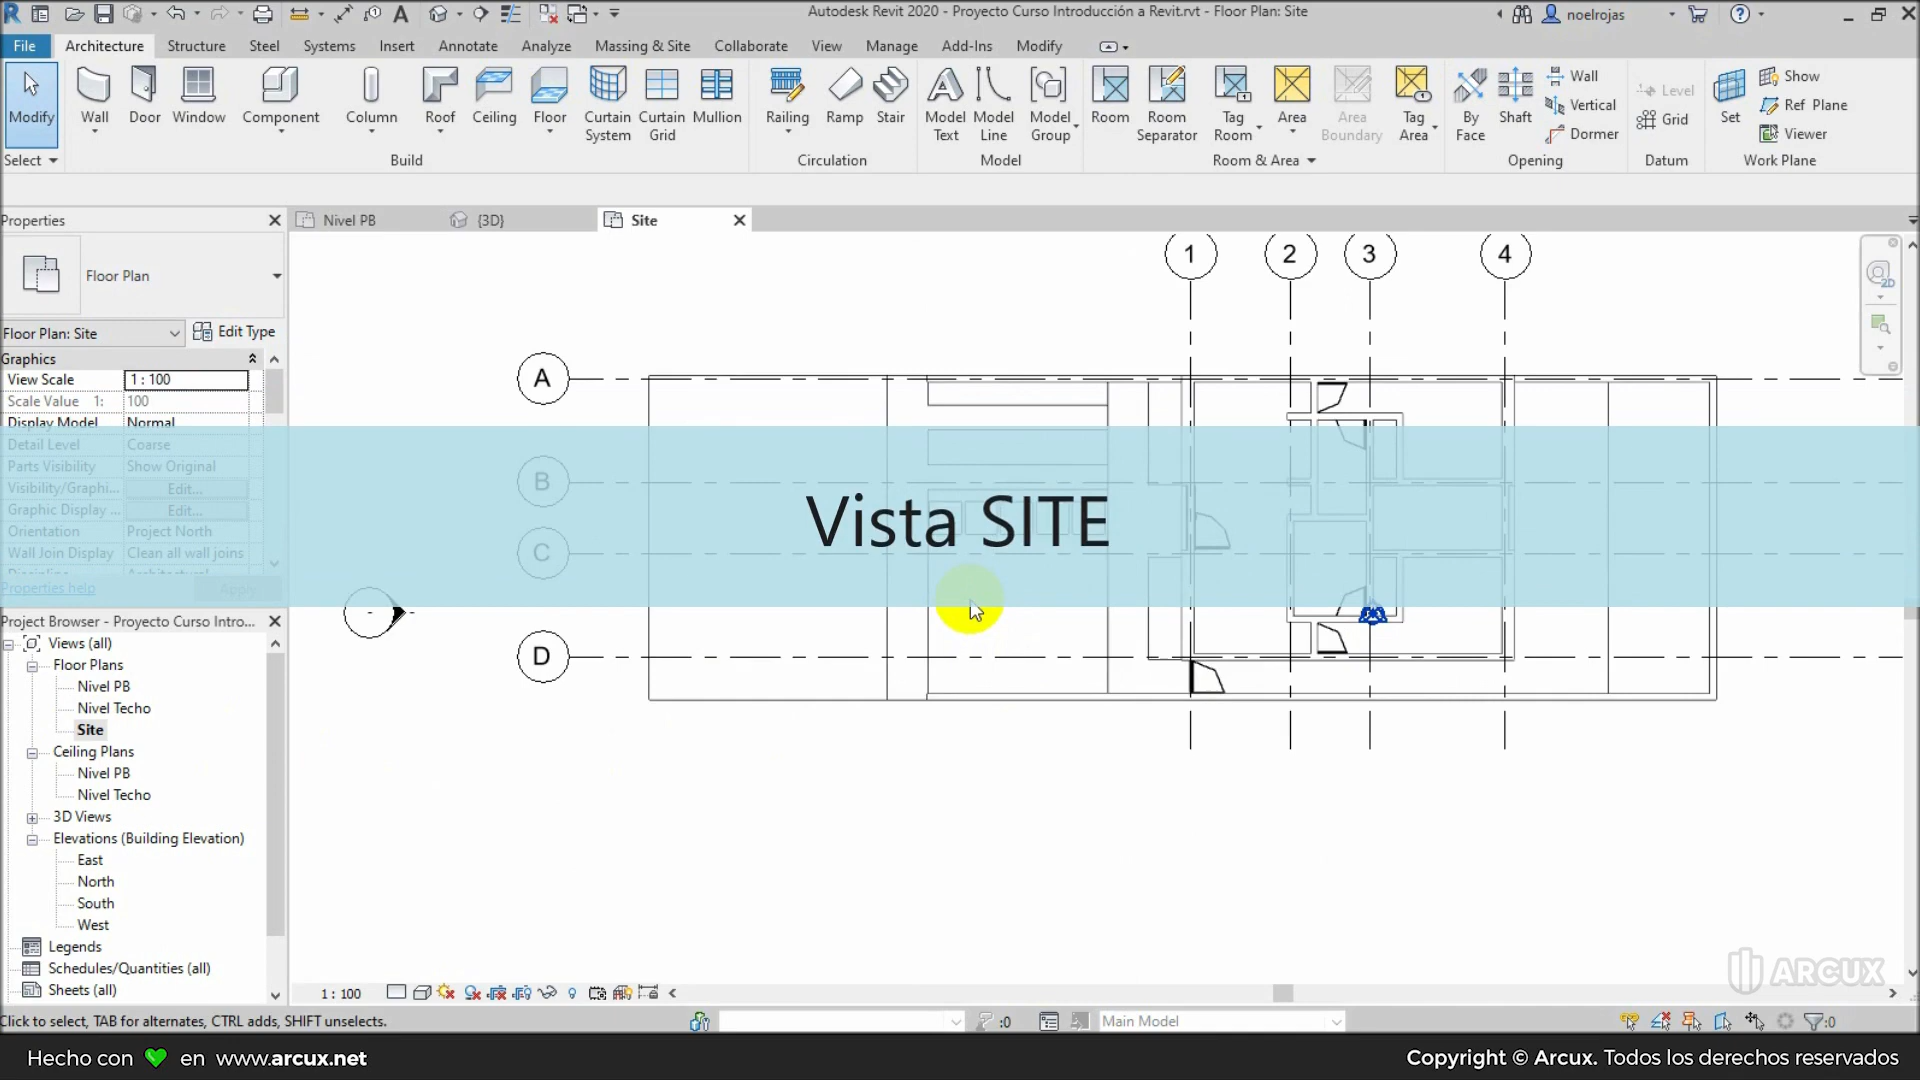 Autodesk Revit 2020 - Proyecto Curso Introducción a Revit.rvt - Floor Plan: Site
noelrojas
File Architecture Structure Steel Systems Insert Annotate Analyze Massing & Site Collaborate View Manage Add-Ins Modify
Modify Wall Door Window Component Column Roof Ceiling Floor Curtain System Curtain Grid Mullion Railing Ramp Stair Model Text Model Line Model Group Room Room Separator Tag Room Area Area Boundary Tag Area By Face Shaft Wall Vertical Dormer Level Grid Set Show Ref Plane Viewer
Select Build Circulation Model Room & Area Opening Datum Work Plane
Properties
Nivel PB {3D} Site
Floor Plan
Floor Plan: Site Edit Type
Graphics
View Scale 1 : 100
Scale Value 1: 100
Display Model Normal
Detail Level Coarse
Parts Visibility Show Original
Visibility/Graphi... Edit...
Graphic Display ... Edit...
Orientation Project North
Wall Join Display Clean all wall joins
Properties help Apply
1 2 3 4
A
B
C
D
2D
Vista SITE
Project Browser - Proyecto Curso Intro...
Views (all)
Floor Plans
Nivel PB
Nivel Techo
Site
Ceiling Plans
Nivel PB
Nivel Techo
3D Views
Elevations (Building Elevation)
East
North
South
West
Legends
Schedules/Quantities (all)
Sheets (all)
1 : 100
ARCUX
Click to select, TAB for alternates, CTRL adds, SHIFT unselects.
:0 Main Model :0
Hecho con en www.arcux.net
Copyright © Arcux. Todos los derechos reservados